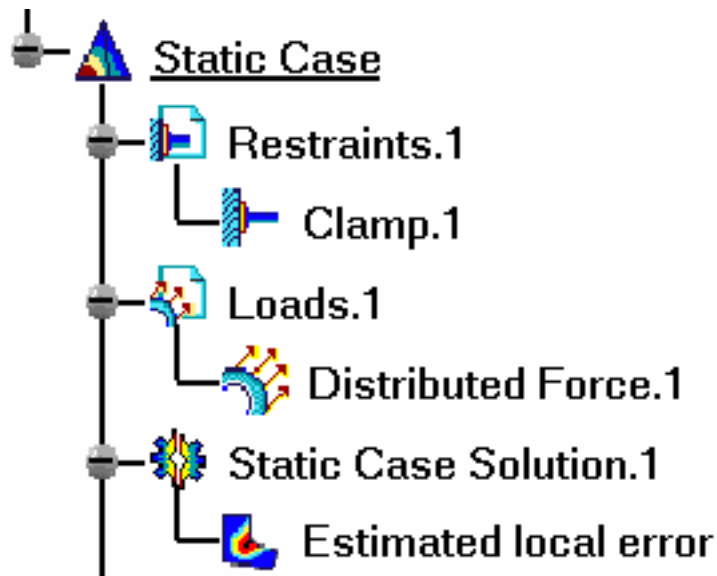 Static Case
Restraints.1
Clamp.1
Loads.1
Distributed Force.1
Static Case Solution.1
Estimated local error